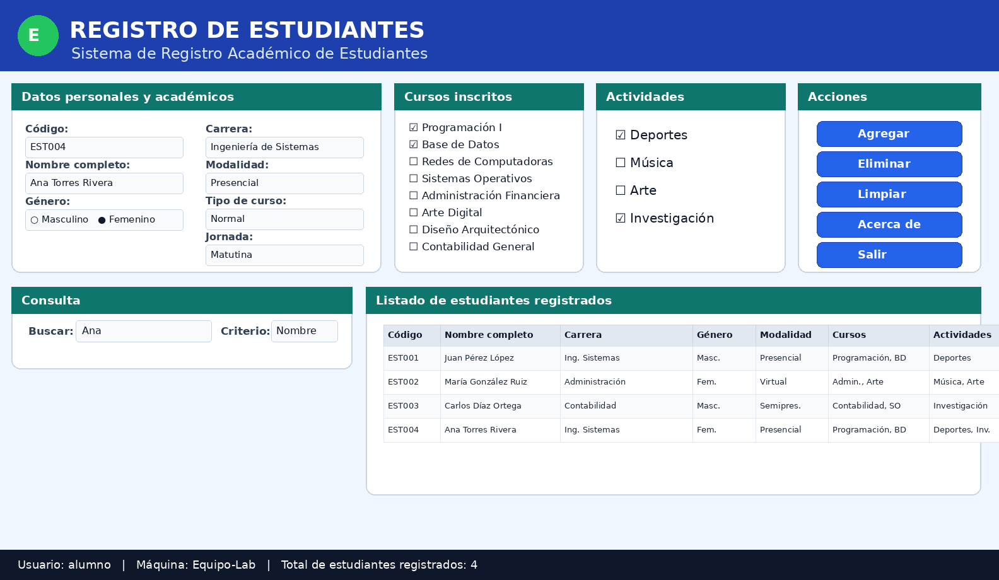 E
REGISTRO DE ESTUDIANTES
Sistema de Registro Académico de Estudiantes
Datos personales y académicos
Código:
EST004
Nombre completo:
Ana Torres Rivera
Género:
○ Masculino ● Femenino
Carrera:
Ingeniería de Sistemas
Modalidad:
Presencial
Tipo de curso:
Normal
Jornada:
Matutina
Cursos inscritos
☑ Programación I
☑ Base de Datos
☐ Redes de Computadoras
☐ Sistemas Operativos
☐ Administración Financiera
☐ Arte Digital
☐ Diseño Arquitectónico
☐ Contabilidad General
Actividades
☑ Deportes
☐ Música
☐ Arte
☑ Investigación
Acciones
Agregar
Eliminar
Limpiar
Acerca de
Salir
Consulta
Buscar: Ana Criterio: Nombre
Listado de estudiantes registrados
Código Nombre completo Carrera Género Modalidad Cursos Actividades
EST001 Juan Pérez López Ing. Sistemas Masc. Presencial Programación, BD Deportes
EST002 María González Ruiz Administración Fem. Virtual Admin., Arte Música, Arte
EST003 Carlos Díaz Ortega Contabilidad Masc. Semipres. Contabilidad, SO Investigación
EST004 Ana Torres Rivera Ing. Sistemas Fem. Presencial Programación, BD Deportes, Inv.
Usuario: alumno | Máquina: Equipo-Lab | Total de estudiantes registrados: 4